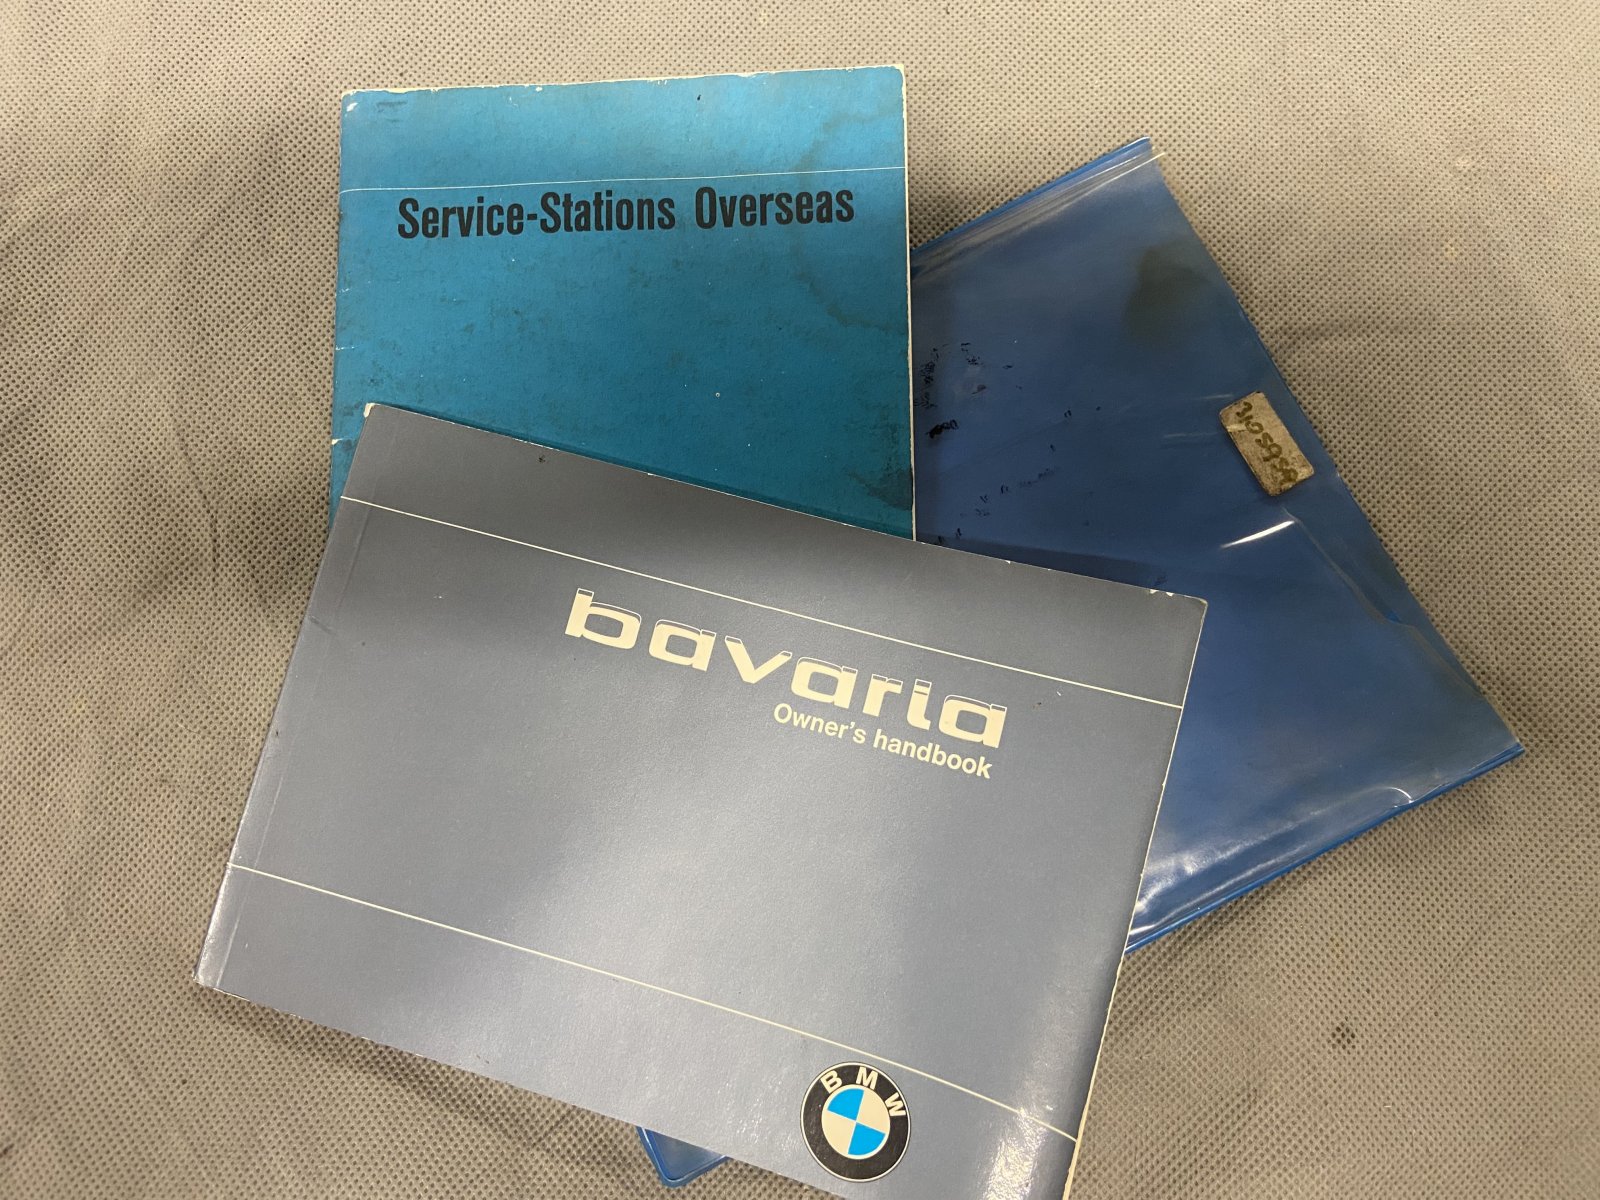 Service-Stations Overseas
bavaria
Owner's handbook
BMW